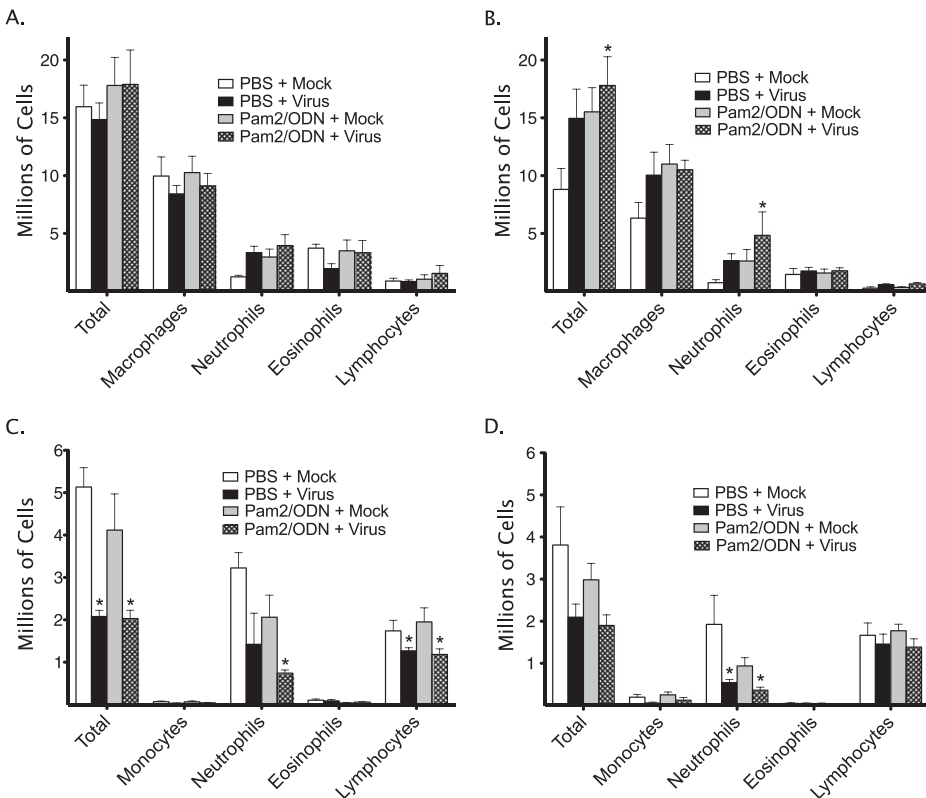 A.
Millions of Cells
20
15
10
5
PBS + Mock
PBS + Virus
Pam2/ODN + Mock
Pam2/ODN + Virus
Total
Macrophages
Neutrophils
Eosinophils
Lymphocytes
B.
Millions of Cells
20
15
10
5
*
*
PBS + Mock
PBS + Virus
Pam2/ODN + Mock
Pam2/ODN + Virus
Total
Macrophages
Neutrophils
Eosinophils
Lymphocytes
C.
Millions of Cells
6
5
4
3
2
1
PBS + Mock
PBS + Virus
Pam2/ODN + Mock
Pam2/ODN + Virus
* * * * *
Total
Monocytes
Neutrophils
Eosinophils
Lymphocytes
D.
Millions of Cells
6
5
4
3
2
1
PBS + Mock
PBS + Virus
Pam2/ODN + Mock
Pam2/ODN + Virus
* *
Total
Monocytes
Neutrophils
Eosinophils
Lymphocytes